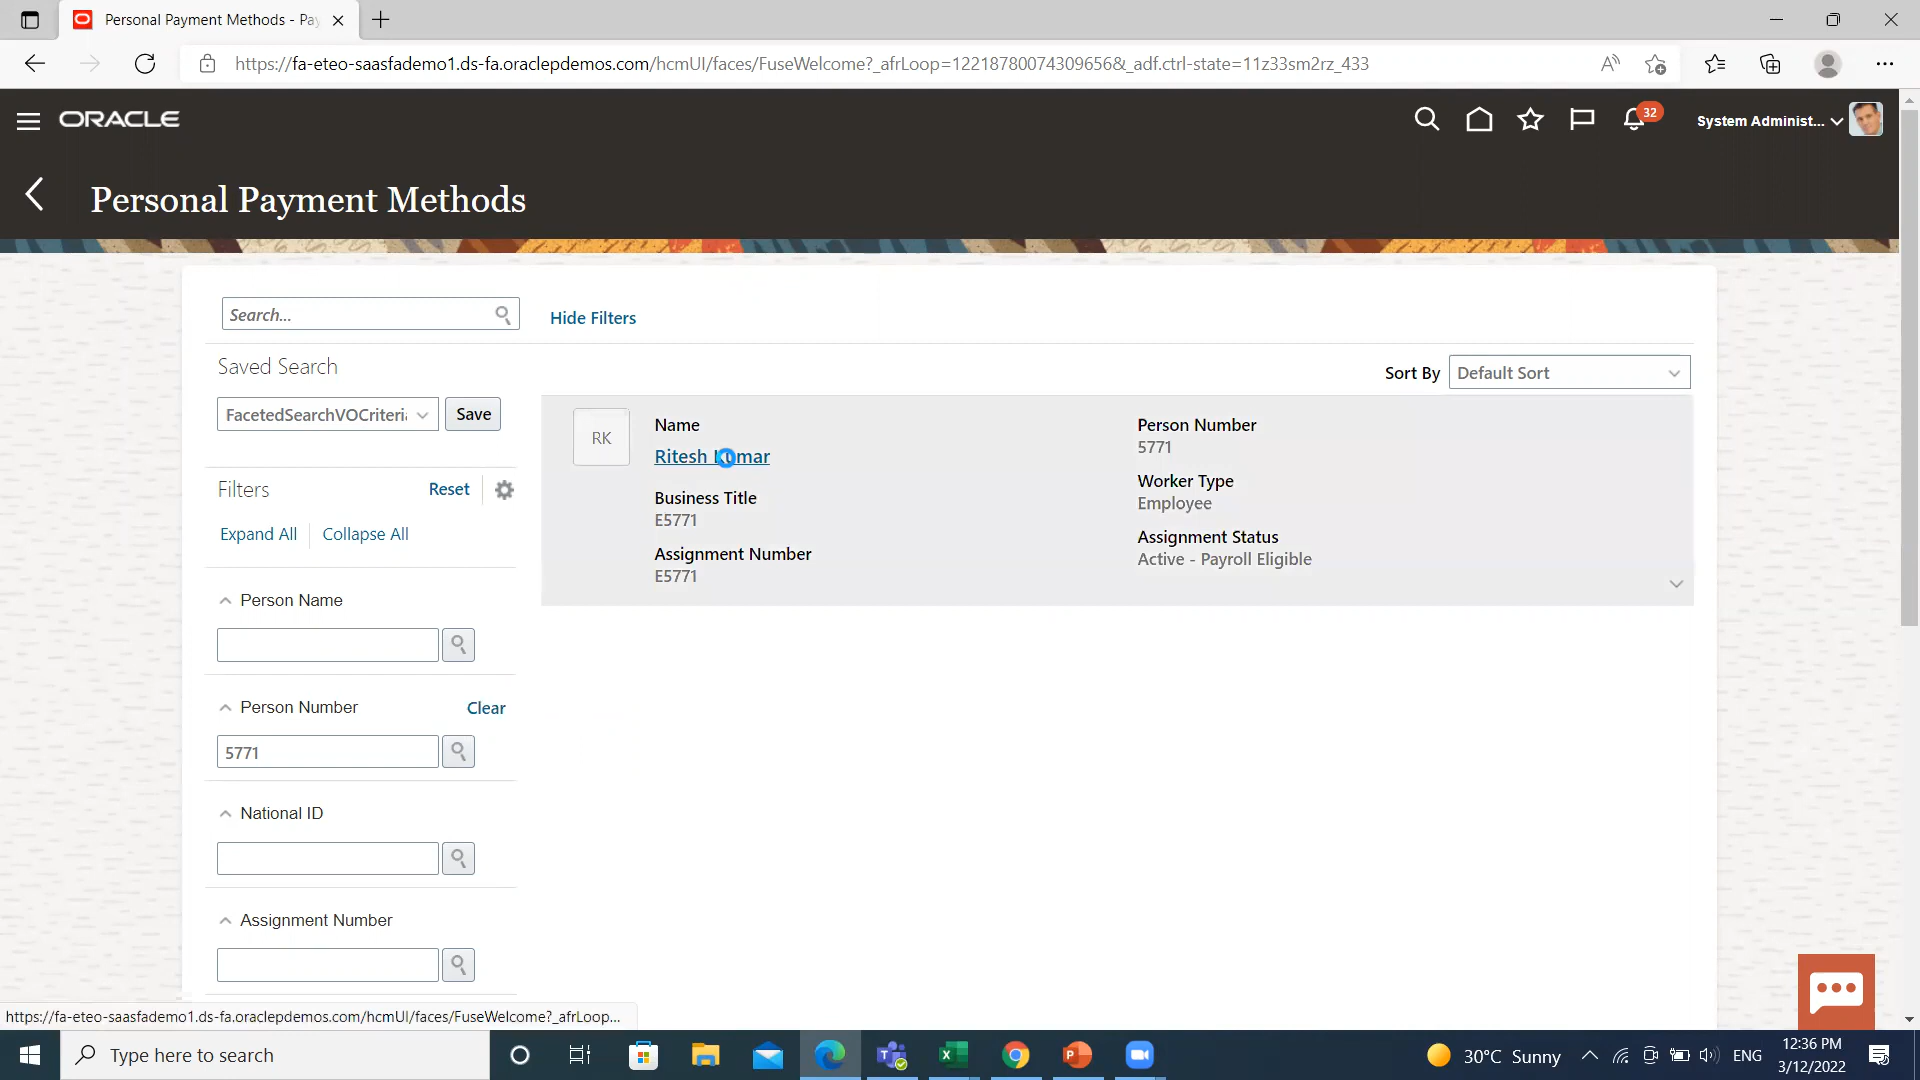 Personal Payment Methods - Pa
https://fa-eteo-saasfademo1.ds-fa.oraclepdemos.com/hcmUI/faces/FuseWelcome?_afrLoop=12218780074309656&_adf.ctrl-state=11z33sm2rz_433
ORACLE
32
System Administ...
Personal Payment Methods
Search...
Hide Filters
Saved Search
Sort By Default Sort
FacetedSearchVOCriteria Save
RK
Name
Ritesh Kumar
Person Number
5771
Worker Type
Employee
Filters Reset
Business Title
E5771
Expand All Collapse All
Assignment Number
E5771
Assignment Status
Active - Payroll Eligible
Person Name
Person Number Clear
5771
National ID
Assignment Number
https://fa-eteo-saasfademo1.ds-fa.oraclepdemos.com/hcmUI/faces/FuseWelcome?_afrLoop...
Type here to search
30°C Sunny
ENG
12:36 PM
3/12/2022